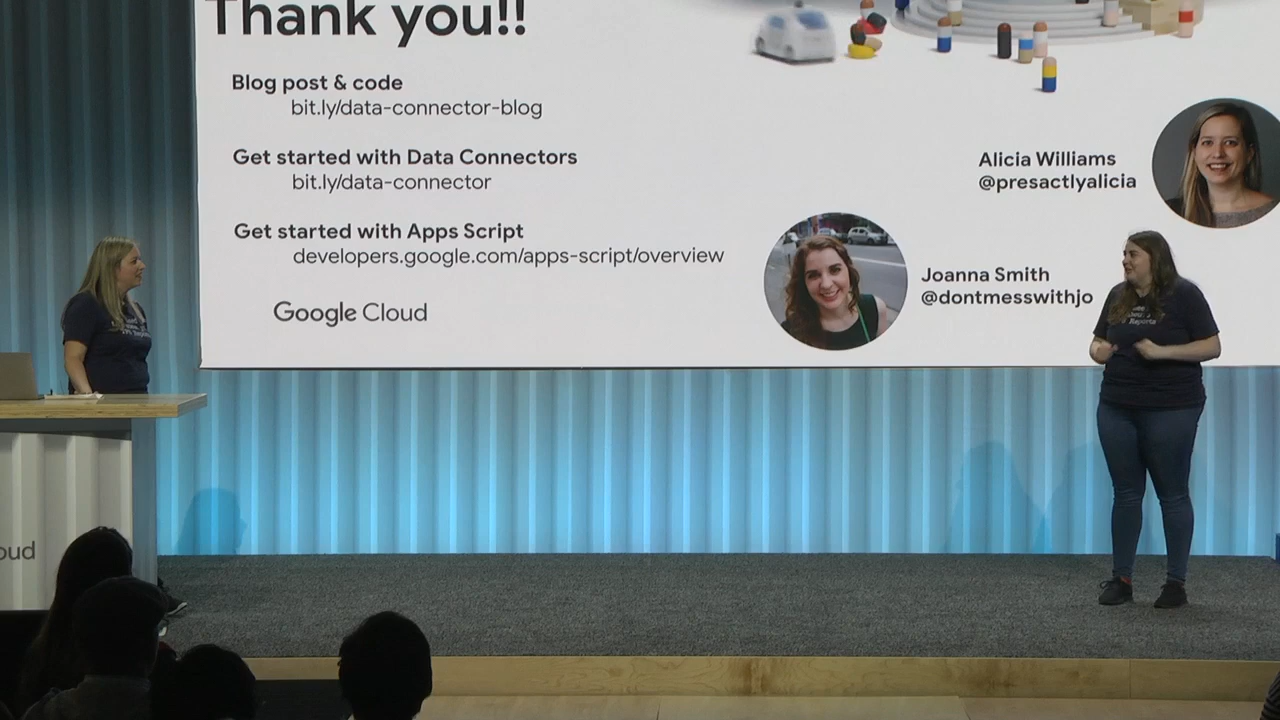 Thank you!!
Blog post & code
bit.ly/data-connector-blog
Get started with Data Connectors
bit.ly/data-connector
Get started with Apps Script
developers.google.com/apps-script/overview
Google Cloud
Alicia Williams
@presactlyalicia
Joanna Smith
@dontmesswithjo
oud
Reports